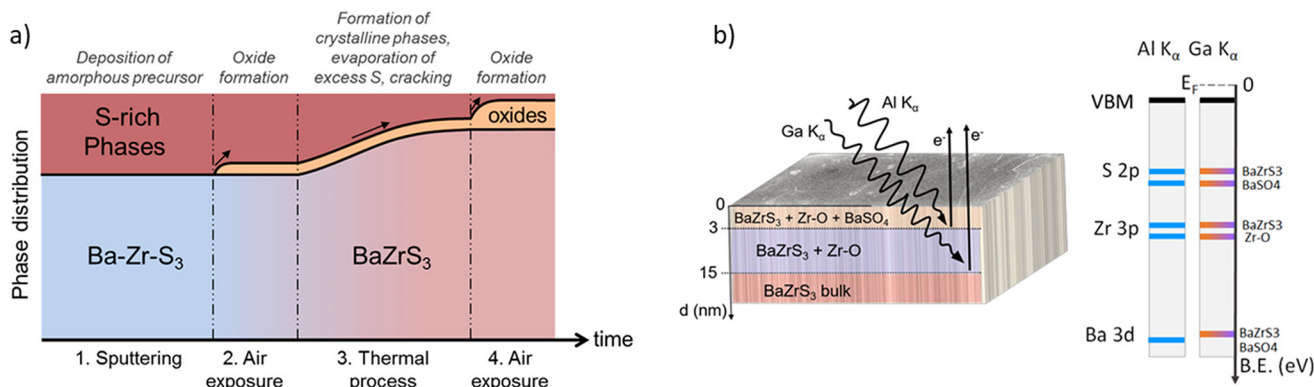 a)
Deposition of
amorphous precursor
Oxide
formation
Formation of
crystalline phases,
evaporation of
excess S, cracking
Oxide
formation
S-rich
Phases
oxides
Ba-Zr-S₃
BaZrS₃
Phase distribution
time
1. Sputtering
2. Air
exposure
3. Thermal
process
4. Air
exposure
b)
Al Kα
Ga Kα
e-
e-
0
BaZrS₃ + Zr-O + BaSO₄
3
BaZrS₃ + Zr-O
15
BaZrS₃ bulk
d (nm)
Al Kα Ga Kα
EF
0
VBM
S 2p
BaZrS3
BaSO4
Zr 3p
BaZrS3
Zr-O
Ba 3d
BaZrS3
BaSO4
B.E. (eV)